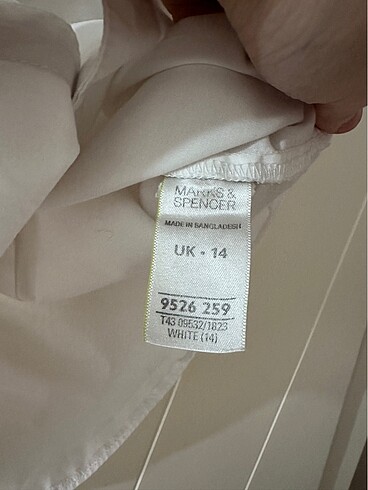 MARKS &
SPENCER
MADE IN BANGLADESH
UK • 14
9526 259
T43 09532/1823
WHITE (14)